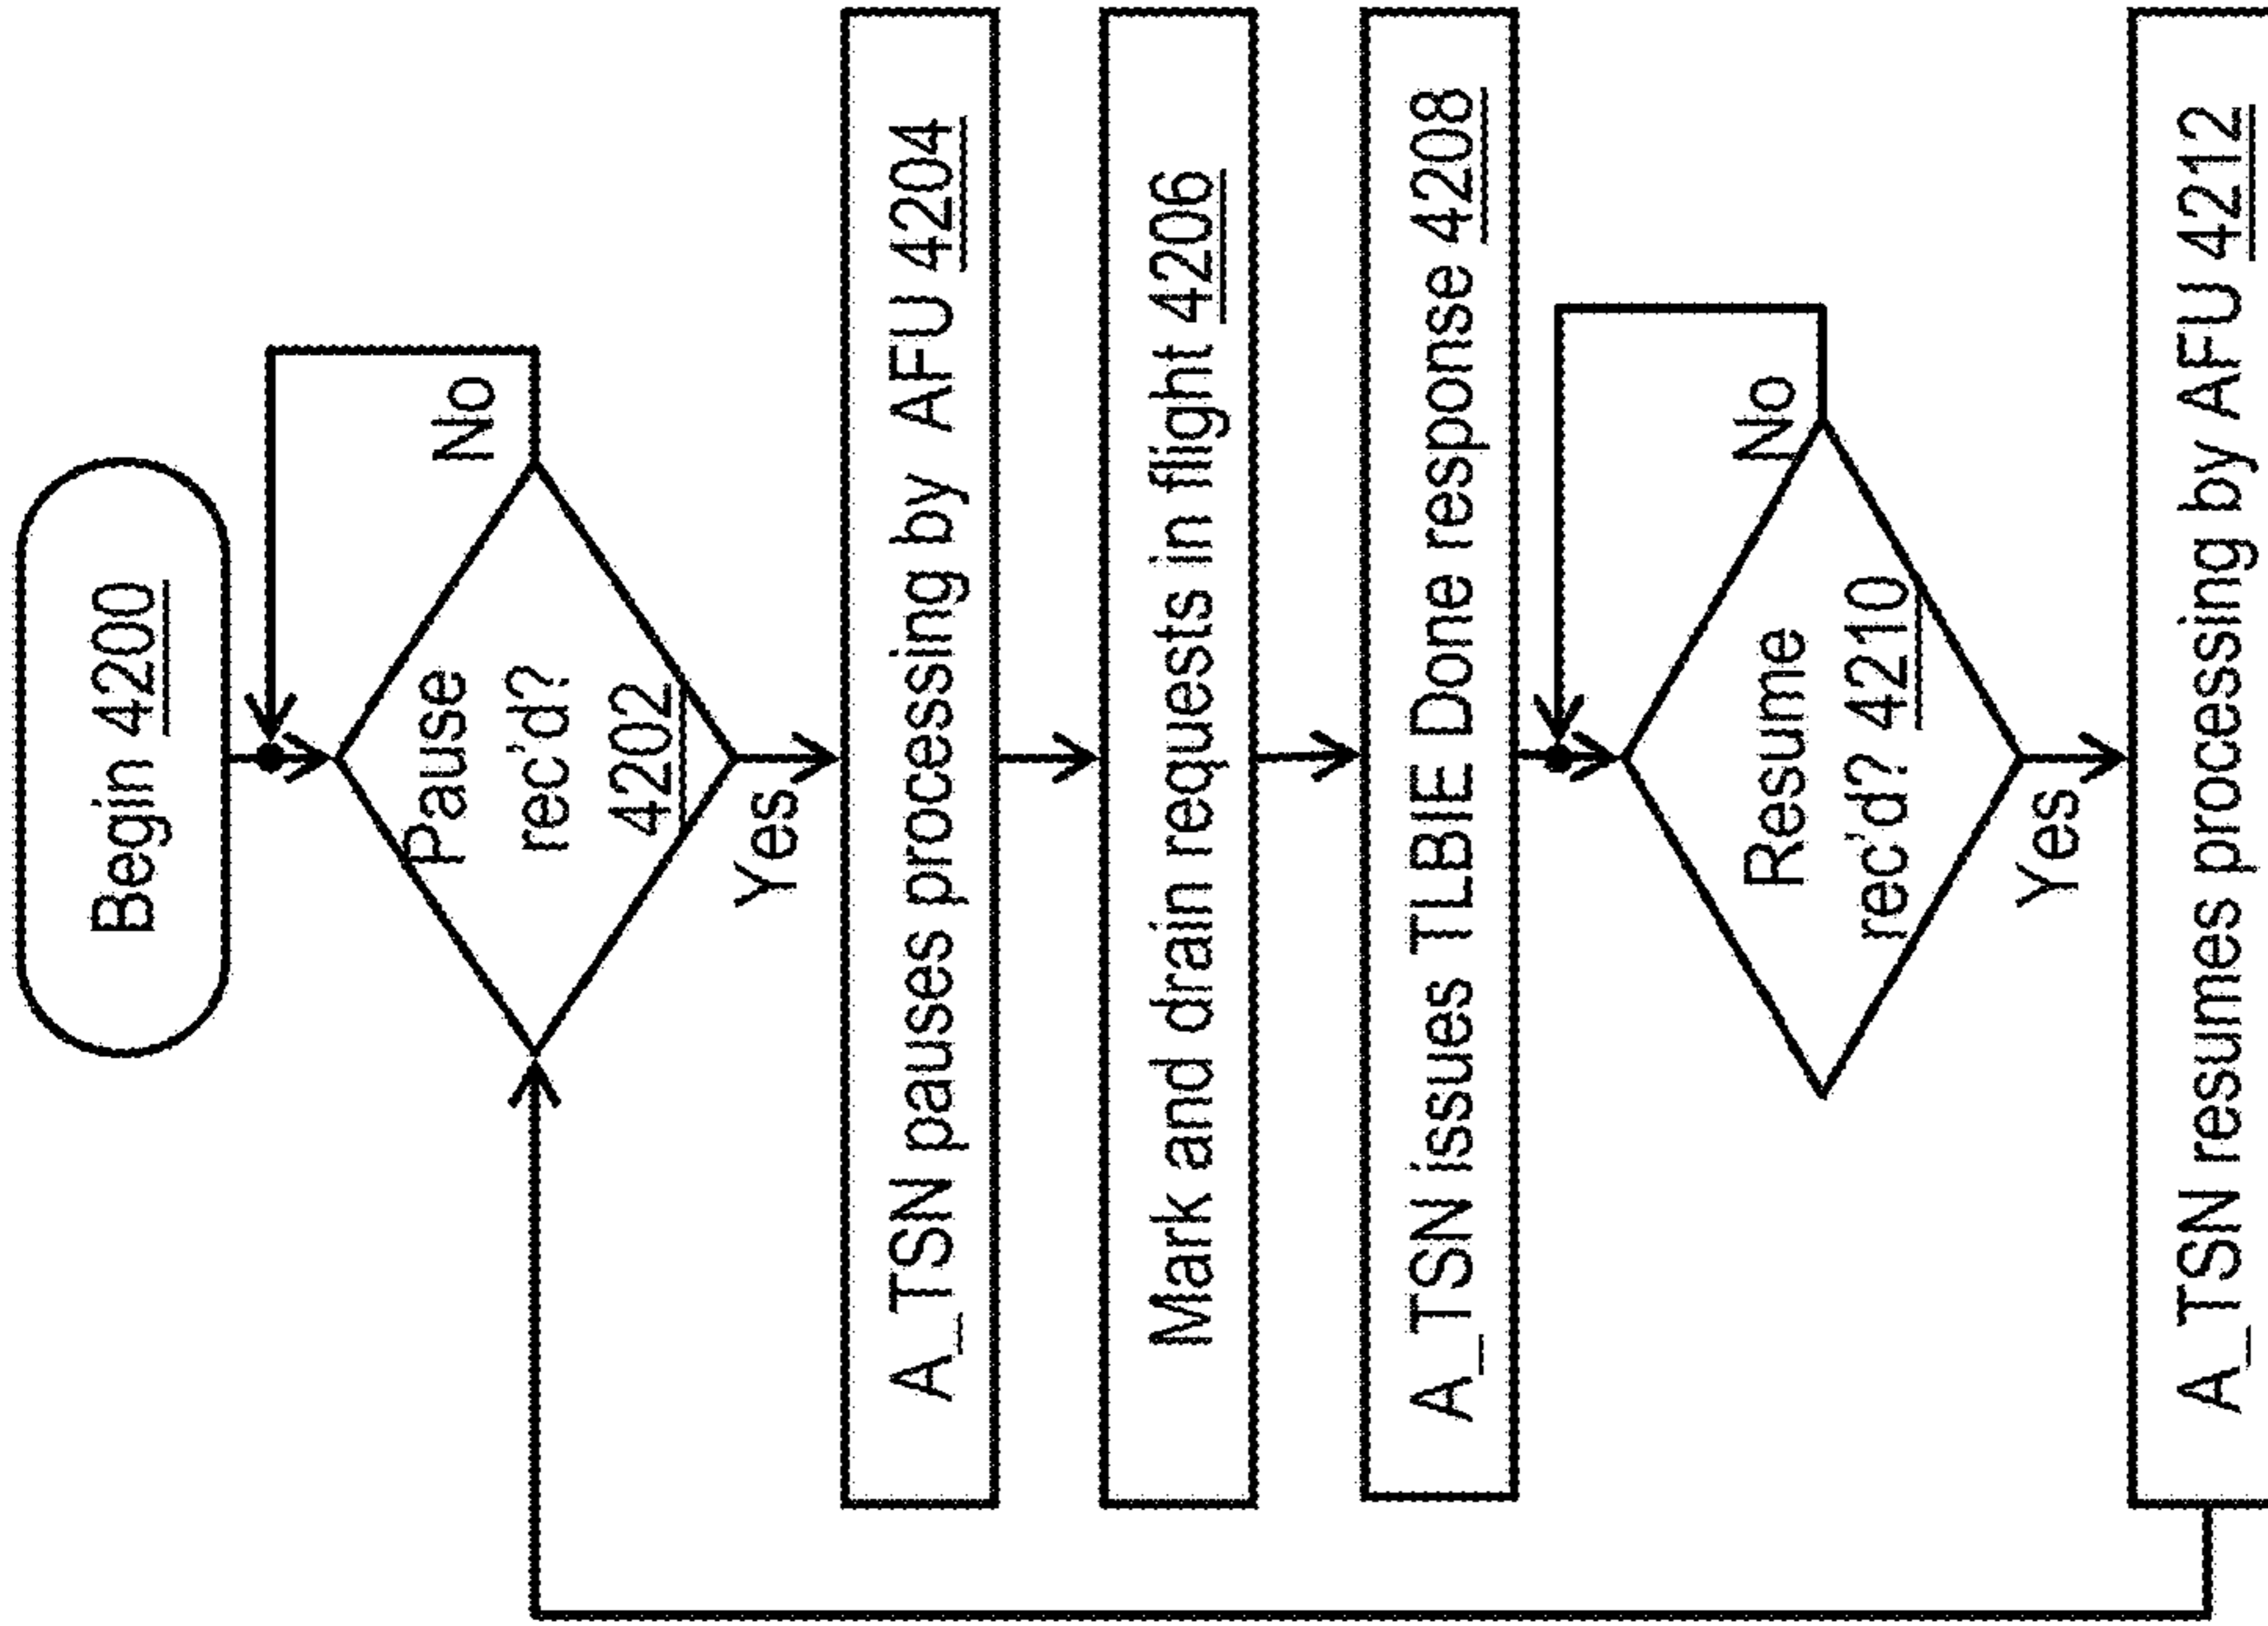 Begin 4200
Pause
rec'd?
4202
No
Yes
A_TSN pauses processing by AFU 4204
Mark and drain requests in flight 4206
A_TSN issues TLBIE Done response 4208
Resume
rec'd? 4210
No
Yes
A_TSN resumes processing by AFU 4212